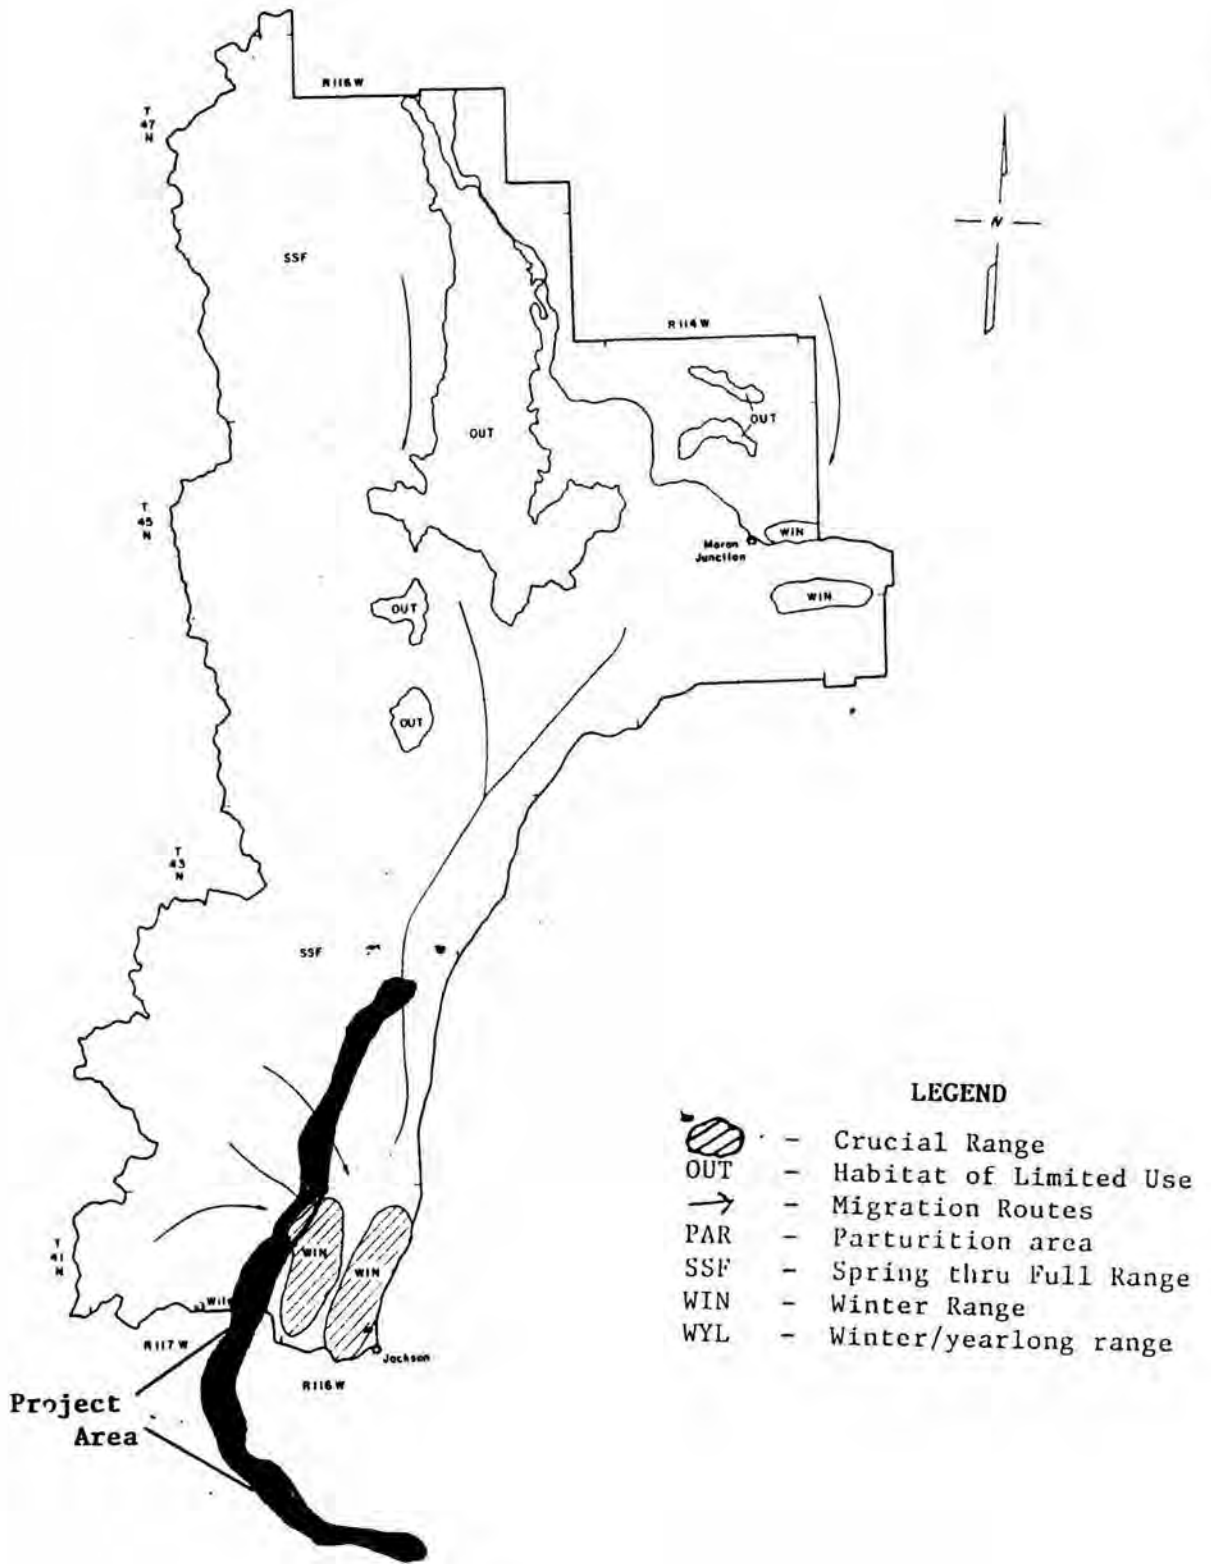 R116W
T
47
N
SSF
N
R114W
OUT
OUT
T
45
N
Moran
Junction
WIN
WIN
OUT
OUT
T
43
N
SSF
LEGEND
- Crucial Range
OUT - Habitat of Limited Use
- Migration Routes
PAR - Parturition area
SSF - Spring thru Full Range
WIN - Winter Range
WYL - Winter/yearlong range
T
41
N
WIN
WIN
R117W
Jackson
R116W
Project
Area